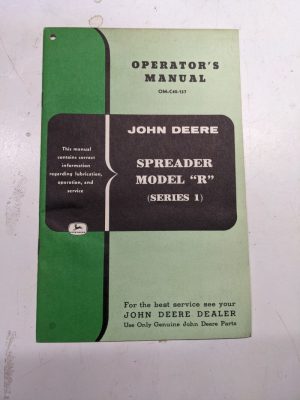 OPERATOR'S
MANUAL
OM-C48-157
This manual
contains correct
information
regarding lubrication,
operation, and
service
JOHN DEERE
SPREADER
MODEL "R"
(SERIES 1)
For the best service see your
JOHN DEERE DEALER
Use Only Genuine John Deere Parts